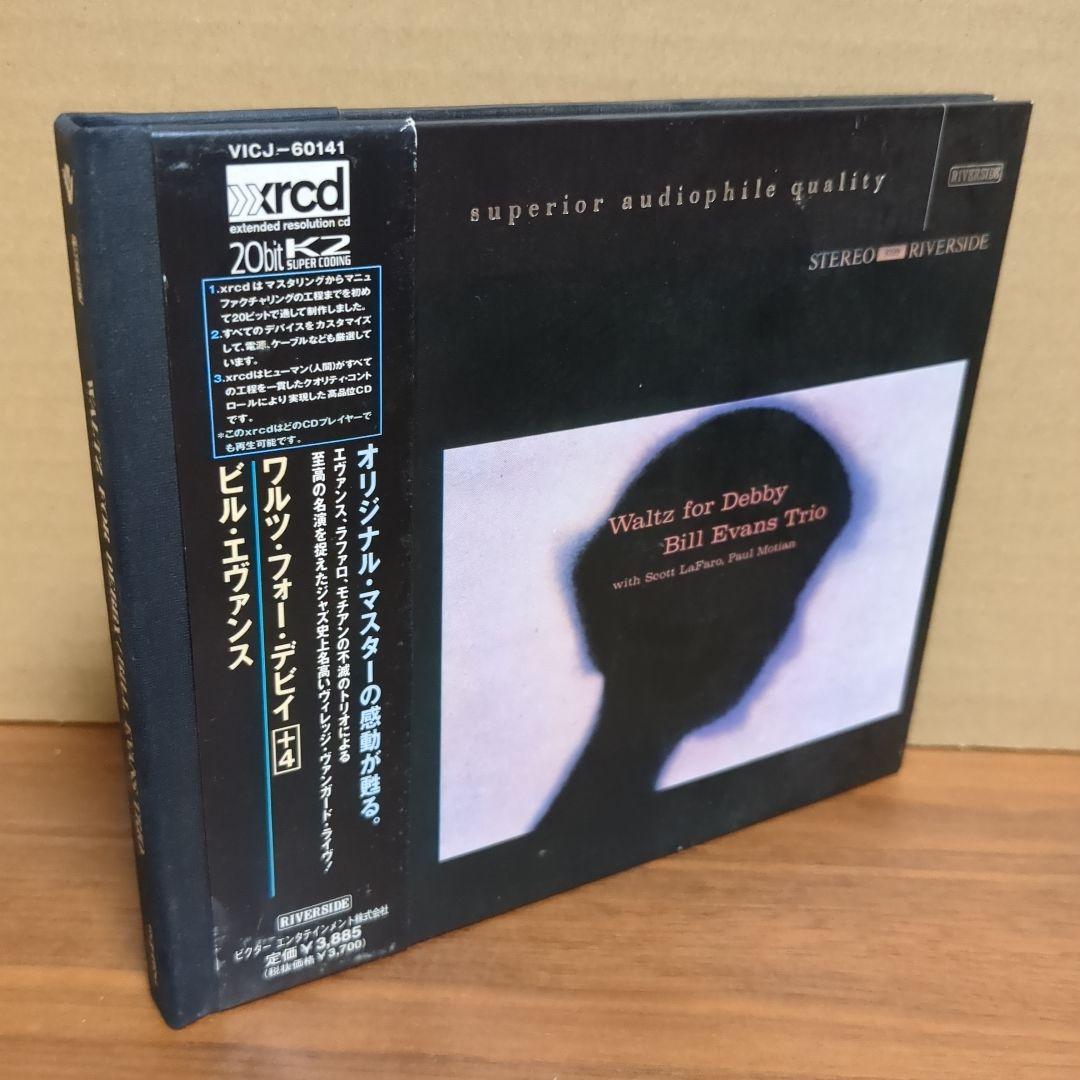 VICJ-60141
xrcd
extended resolution cd
20bit K2
SUPER CODING
1.xrcdはマスタリングからマニュ
ファクチャリングの工程までを初め
て20ビットで通して制作しました。
2.すべてのデバイスをカスタマイズ
して、電源、ケーブルなども厳選して
います。
3.xrcdはヒューマン(人間)がすべて
の工程を一貫したクオリティ・コント
ロールにより実現した高品位CD
です。
*このxrcdはどのCDプレイヤーで
も再生可能です。
オリジナル・マスターの感動が甦る。
エヴァンス、ラファロ、モチアンの不滅のトリオによる
至高の名演を捉えたジャズ史上名高いヴィレッジ・ヴァンガード・ライヴ!
ワルツ・フォー・デビイ+4
ビル・エヴァンス
RIVERSIDE
ビクター エンタテインメント株式会社
定価¥3,885
(税抜価格¥3,700)
superior audiophile quality
RIVERSIDE
STEREO RIVERSIDE
Waltz for Debby
Bill Evans Trio
with Scott LaFaro, Paul Motian
WALTZ FOR DEBBY/BILL EVANS TRIO